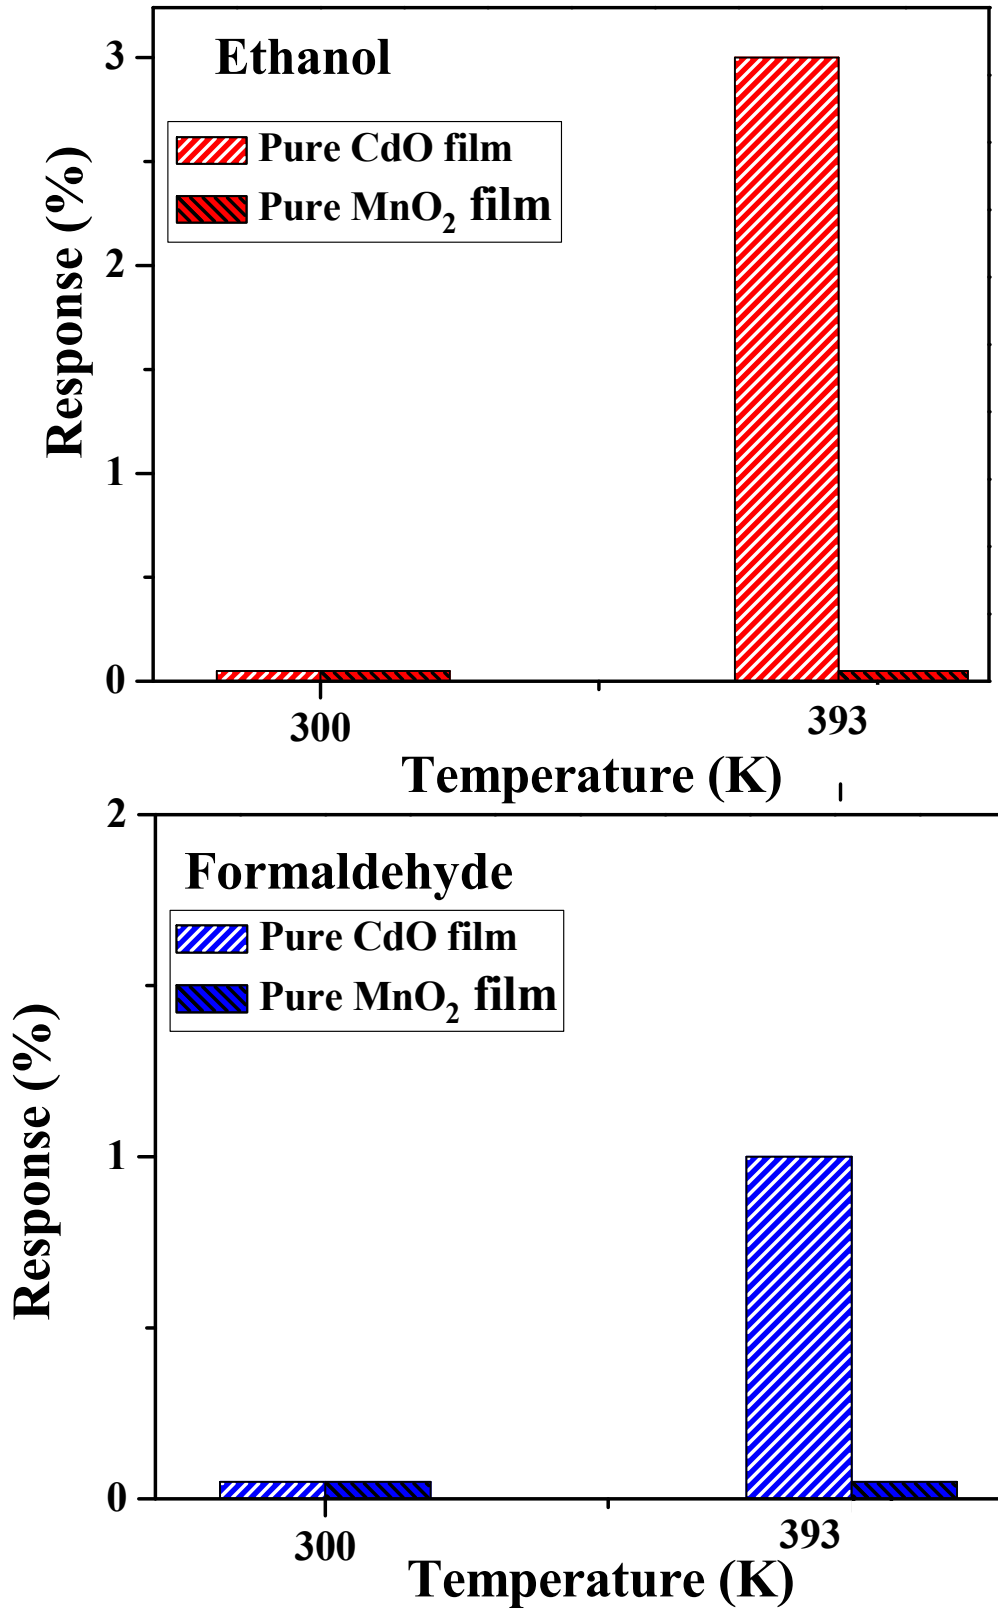 Ethanol
Pure CdO film
Pure MnO₂ film
Response (%)
3
2
1
0
300
393
Temperature (K)
Formaldehyde
Pure CdO film
Pure MnO₂ film
Response (%)
2
1
0
300
393
Temperature (K)